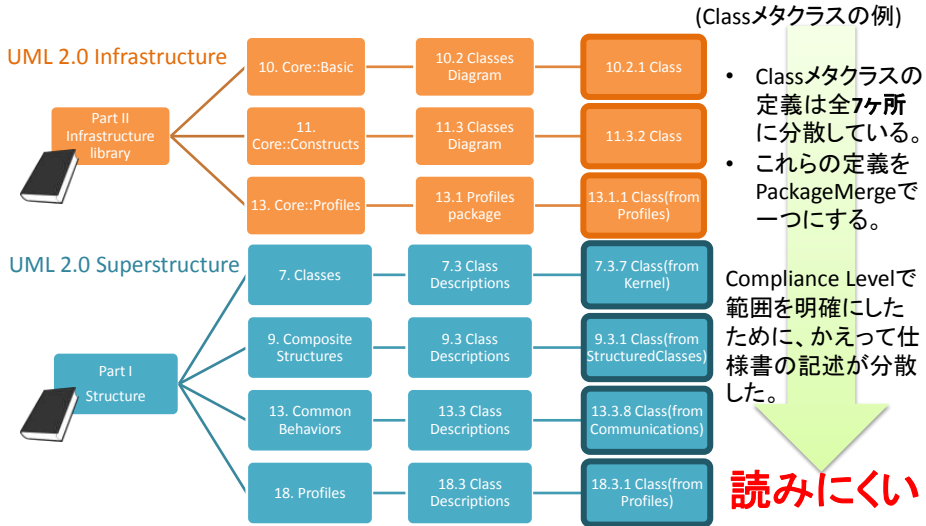 (Classメタクラスの例)
UML 2.0 Infrastructure
Part II
Infrastructure
library
10. Core::Basic
10.2 Classes
Diagram
10.2.1 Class
11.
Core::Constructs
11.3 Classes
Diagram
11.3.2 Class
13. Core::Profiles
13.1 Profiles
package
13.1.1 Class(from
Profiles)
UML 2.0 Superstructure
Part I
Structure
7. Classes
7.3 Class
Descriptions
7.3.7 Class(from
Kernel)
9. Composite
Structures
9.3 Class
Descriptions
9.3.1 Class(from
StructuredClasses)
13. Common
Behaviors
13.3 Class
Descriptions
13.3.8 Class(from
Communications)
18. Profiles
18.3 Class
Descriptions
18.3.1 Class(from
Profiles)
• Classメタクラスの
定義は全7ヶ所
に分散している。
• これらの定義を
PackageMergeで
一つにする。
Compliance Levelで
範囲を明確にした
ために、かえって仕
様書の記述が分散
した。
読みにくい